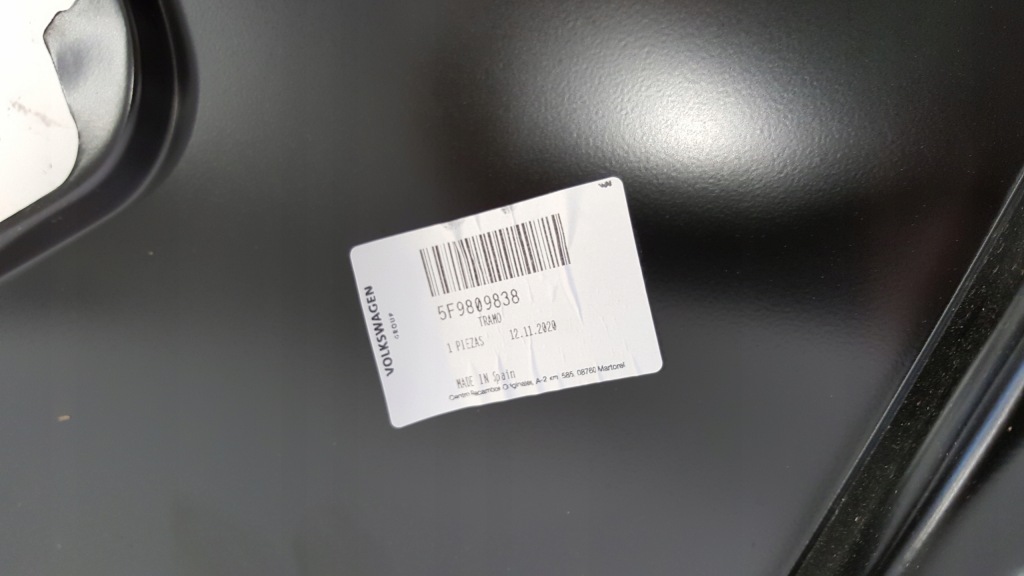 VOLKSWAGEN
GROUP
5F9809838
TRAMO
1 PIEZAS 12.11.2020
MADE IN Spain
Centro Recambios Originales, A-2 km, 585, 08760 Martorell